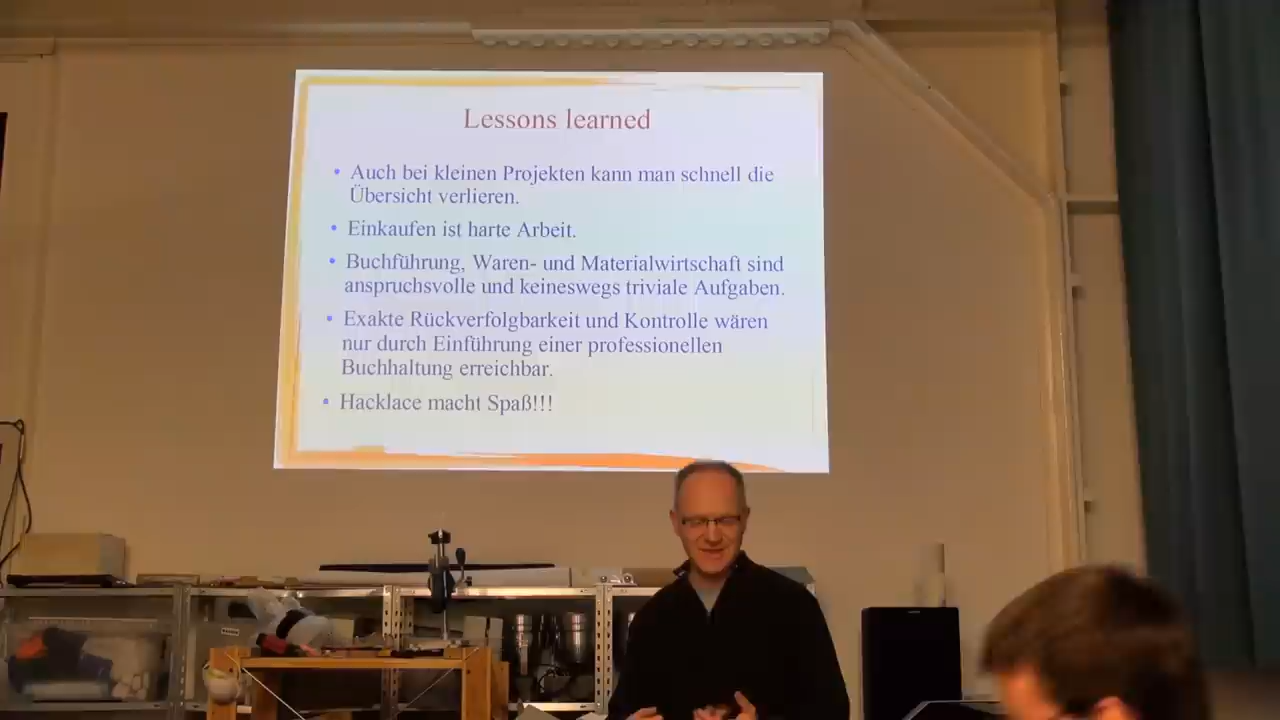 Lessons learned
• Auch bei kleinen Projekten kann man schnell die
Übersicht verlieren.
• Einkaufen ist harte Arbeit.
• Buchführung, Waren- und Materialwirtschaft sind
anspruchsvolle und keineswegs triviale Aufgaben.
• Exakte Rückverfolgbarkeit und Kontrolle wären
nur durch Einführung einer professionellen
Buchhaltung erreichbar.
• Hacklace macht Spaß!!!